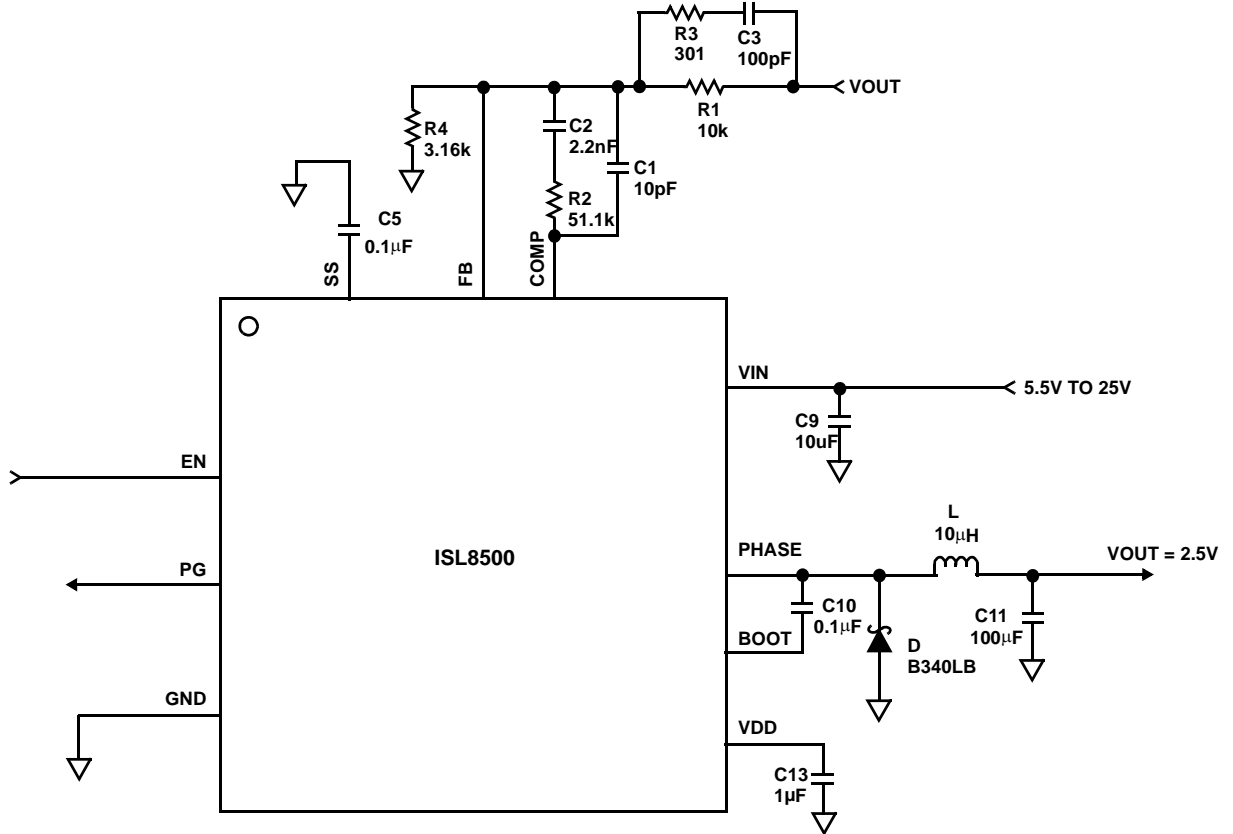 R3
301
C3
100pF
VOUT
R1
10k
R4
3.16k
C2
2.2nF
C1
10pF
R2
51.1k
C5
0.1µF
SS
FB
COMP
VIN
5.5V TO 25V
C9
10uF
EN
L
10µH
ISL8500
PHASE
VOUT = 2.5V
PG
C10
0.1µF
C11
100µF
BOOT
D
B340LB
GND
VDD
C13
1µF